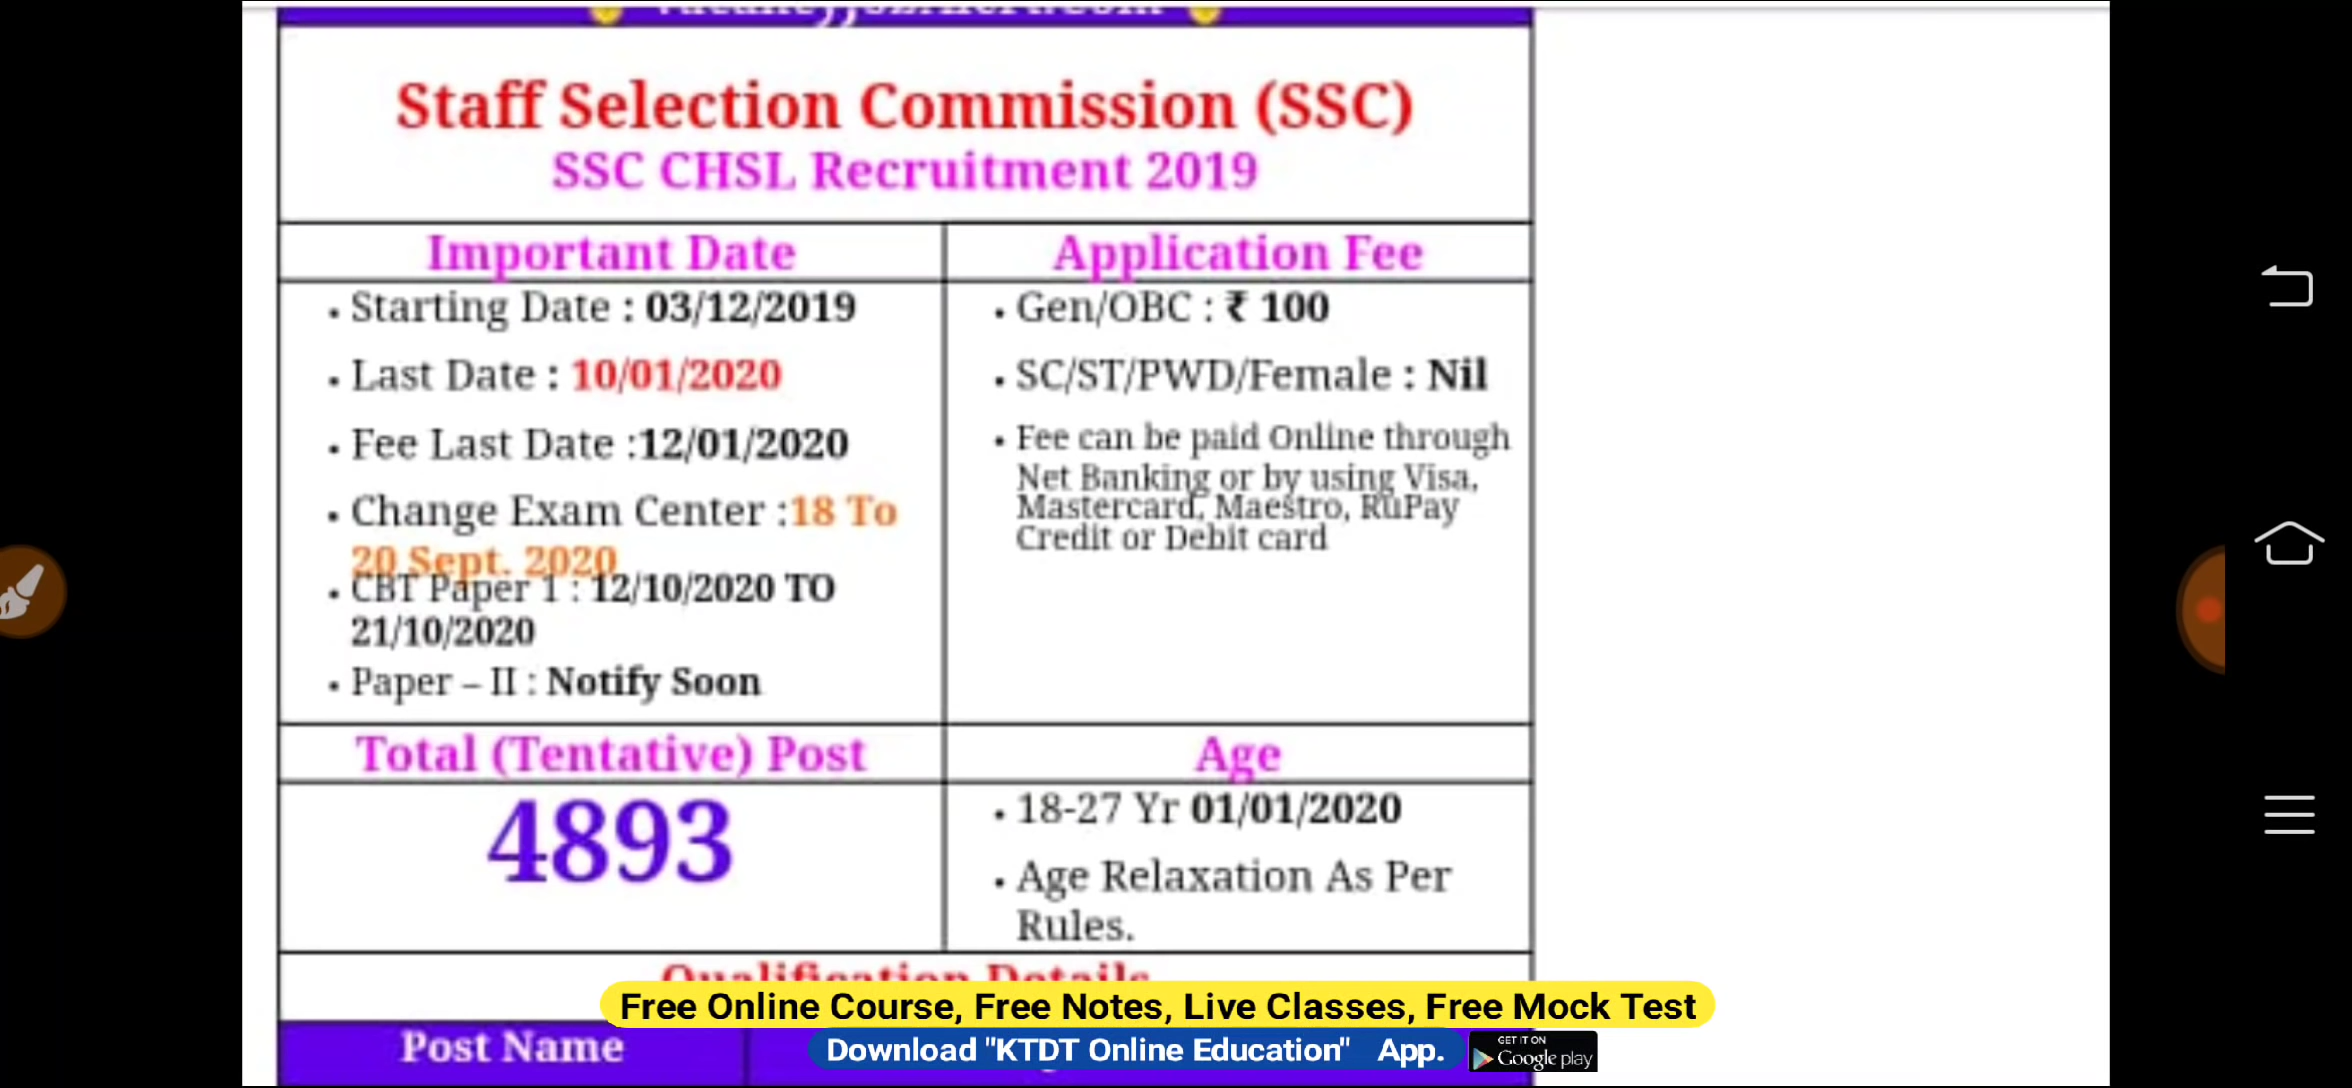 Staff Selection Commission (SSC)
SSC CHSL Recruitment 2019
Important Date
• Starting Date : 03/12/2019
• Last Date : 10/01/2020
• Fee Last Date :12/01/2020
• Change Exam Center :18 To
20 Sept. 2020
• CBT Paper 1 : 12/10/2020 TO
21/10/2020
• Paper – II : Notify Soon
Application Fee
• Gen/OBC : ₹ 100
• SC/ST/PWD/Female : Nil
• Fee can be paid Online through
Net Banking or by using Visa,
Mastercard, Maestro, RuPay
Credit or Debit card
Total (Tentative) Post
4893
Age
• 18-27 Yr 01/01/2020
• Age Relaxation As Per
Rules.
Qualification Details
Post Name
Free Online Course, Free Notes, Live Classes, Free Mock Test
Download "KTDT Online Education" App.
GET IT ON
Google play